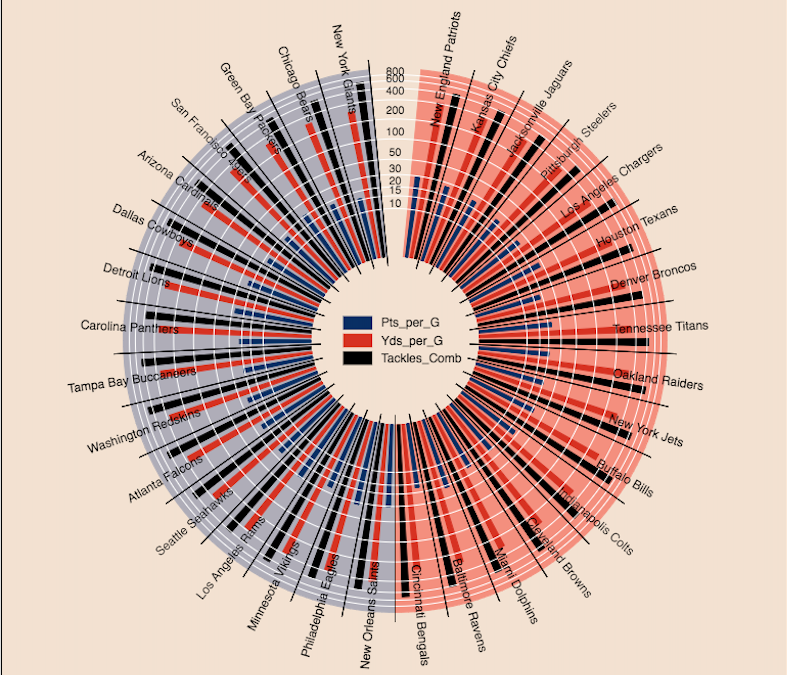 New England Patriots
Kansas City Chiefs
Jacksonville Jaguars
Pittsburgh Steelers
Los Angeles Chargers
Houston Texans
Denver Broncos
Tennessee Titans
Oakland Raiders
New York Jets
Buffalo Bills
Indianapolis Colts
Cleveland Browns
Miami Dolphins
Baltimore Ravens
Cincinnati Bengals
New Orleans Saints
Philadelphia Eagles
Minnesota Vikings
Los Angeles Rams
Seattle Seahawks
Atlanta Falcons
Washington Redskins
Tampa Bay Buccaneers
Carolina Panthers
Detroit Lions
Dallas Cowboys
Arizona Cardinals
San Francisco 49ers
Green Bay Packers
Chicago Bears
New York Giants
800
600
400
200
100
50
30
20
15
10
Pts_per_G
Yds_per_G
Tackles_Comb